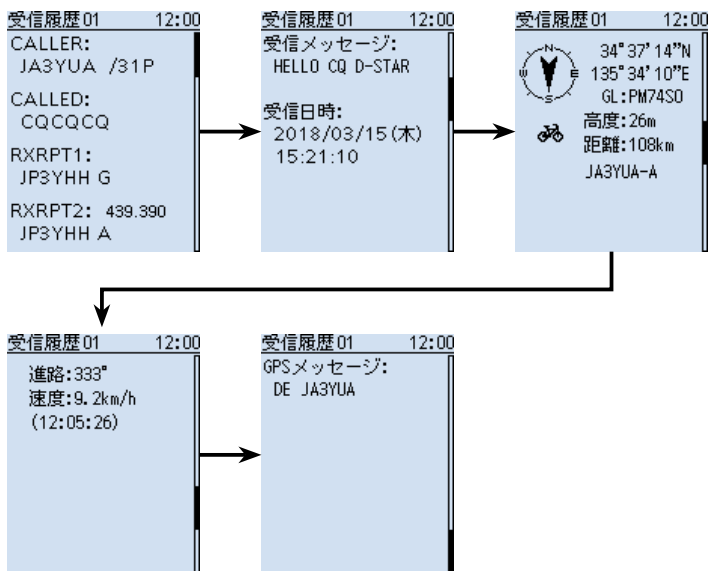 受信履歴01 12:00
CALLER:
JA3YUA /31P
CALLED:
CQCQCQ
RXRPT1:
JP3YHH G
RXRPT2: 439.390
JP3YHH A
受信履歴01 12:00
受信メッセージ:
HELLO CQ D-STAR
受信日時:
2018/03/15(木)
15:21:10
受信履歴01 12:00
N
W E
S
34°37’14”N
135°34’10”E
GL:PM74SO
高度:26m
距離:108km
JA3YUA-A
受信履歴01 12:00
進路:333°
速度:9.2km/h
(12:05:26)
受信履歴01 12:00
GPSメッセージ:
DE JA3YUA